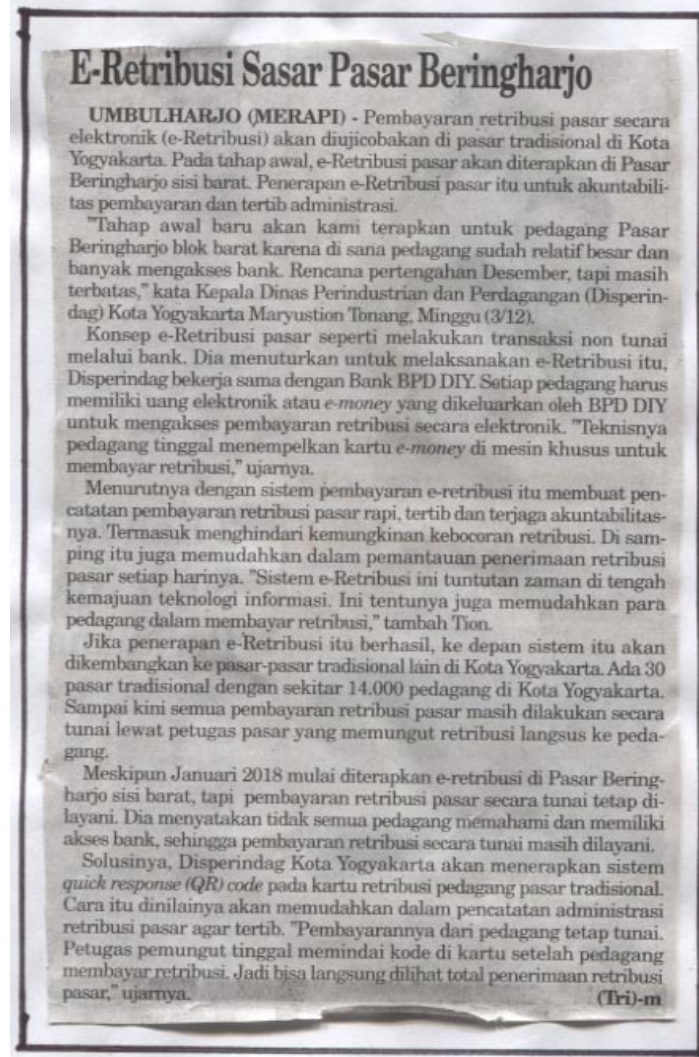 E-Retribusi Sasar Pasar Beringharjo
UMBULHARJO (MERAPI) - Pembayaran retribusi pasar secara
elektronik (e-Retribusi) akan diujicobakan di pasar tradisional di Kota
Yogyakarta. Pada tahap awal, e-Retribusi pasar akan diterapkan di Pasar
Beringharjo sisi barat. Penerapan e-Retribusi pasar itu untuk akuntabili-
tas pembayaran dan tertib administrasi.
"Tahap awal baru akan kami terapkan untuk pedagang Pasar
Beringharjo blok barat karena di sana pedagang sudah relatif besar dan
banyak mengakses bank. Rencana pertengahan Desember, tapi masih
terbatas," kata Kepala Dinas Perindustrian dan Perdagangan (Disperin-
dag) Kota Yogyakarta Maryustion Tonang, Minggu (3/12).
Konsep e-Retribusi pasar seperti melakukan transaksi non tunai
melalui bank. Dia menuturkan untuk melaksanakan e-Retribusi itu,
Disperindag bekerja sama dengan Bank BPD DIY. Setiap pedagang harus
memiliki uang elektronik atau e-money yang dikeluarkan oleh BPD DIY
untuk mengakses pembayaran retribusi secara elektronik. "Teknisnya
pedagang tinggal menempelkan kartu e-money di mesin khusus untuk
membayar retribusi," ujarnya.
Menurutnya dengan sistem pembayaran e-retribusi itu membuat pen-
catatan pembayaran retribusi pasar rapi, tertib dan terjaga akuntabilitas-
nya. Termasuk menghindari kemungkinan kebocoran retribusi. Di sam-
ping itu juga memudahkan dalam pemantauan penerimaan retribusi
pasar setiap harinya. "Sistem e-Retribusi ini tuntutan zaman di tengah
kemajuan teknologi informasi. Ini tentunya juga memudahkan para
pedagang dalam membayar retribusi," tambah Tion.
Jika penerapan e-Retribusi itu berhasil, ke depan sistem itu akan
dikembangkan ke pasar-pasar tradisional lain di Kota Yogyakarta. Ada 30
pasar tradisional dengan sekitar 14.000 pedagang di Kota Yogyakarta.
Sampai kini semua pembayaran retribusi pasar masih dilakukan secara
tunai lewat petugas pasar yang memungut retribusi langsus ke peda-
gang.
Meskipun Januari 2018 mulai diterapkan e-retribusi di Pasar Bering-
harjo sisi barat, tapi pembayaran retribusi pasar secara tunai tetap di-
layani. Dia menyatakan tidak semua pedagang memahami dan memiliki
akses bank, sehingga pembayaran retribusi secara tunai masih dilayani.
Solusinya, Disperindag Kota Yogyakarta akan menerapkan sistem
quick response (QR) code pada kartu retribusi pedagang pasar tradisional.
Cara itu dinilainya akan memudahkan dalam pencatatan administrasi
retribusi pasar agar tertib. "Pembayarannya dari pedagang tetap tunai.
Petugas pemungut tinggal memindai kode di kartu setelah pedagang
membayar retribusi. Jadi bisa langsung dilihat total penerimaan retribusi
pasar," ujarnya. (Tri)-m